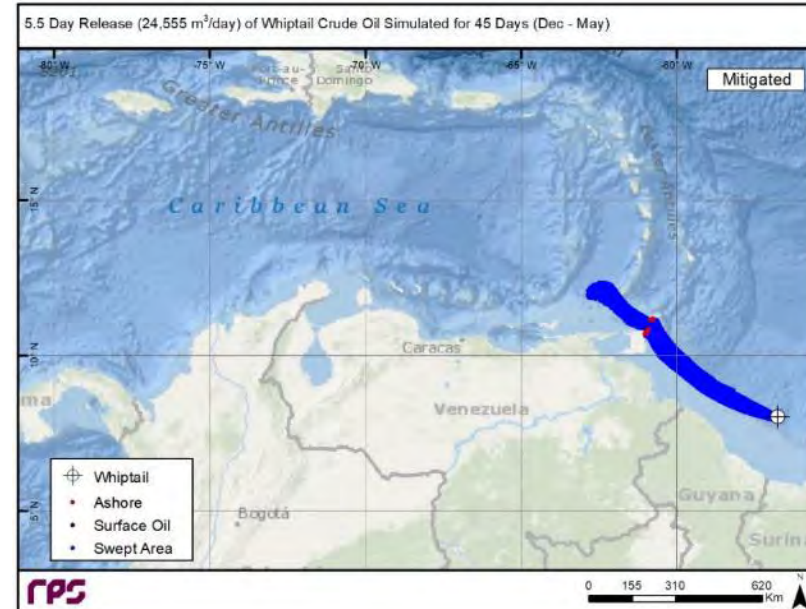 5.5 Day Release (24,555 m³/day) of Whiptail Crude Oil Simulated for 45 Days (Dec - May)
-80° W
-75° W
-70° W
-65° W
-60° W
Mitigated
Port-au-
Prince
Santo
Domingo
Greater Antilles
15° N
Caribbean Sea
10° N
Caracas
Venezuela
Guyana
Surina
Bogotá
5° N
Whiptail
Ashore
Surface Oil
Swept Area
rps
0 155 310 620
Km
N